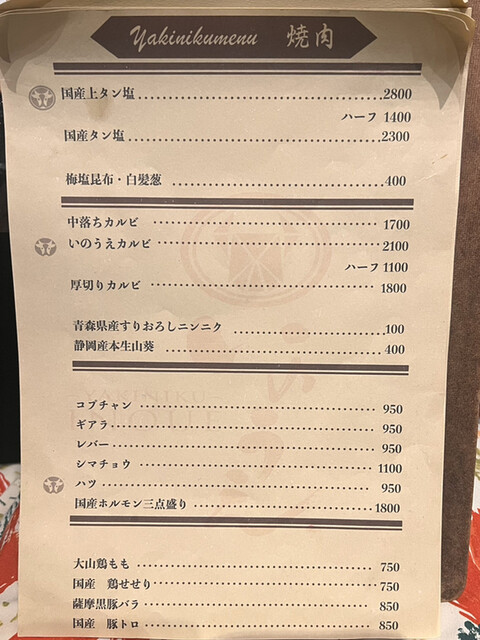 Yakinikumenu 焼肉
国産上タン塩 2800
ハーフ 1400
国産タン塩 2300
梅塩昆布・白髪葱 400
中落ちカルビ 1700
いのうえカルビ 2100
ハーフ 1100
厚切りカルビ 1800
青森県産すりおろしニンニク 100
静岡産本生山葵 400
コプチャン 950
ギアラ 950
レバー 950
シマチョウ 1100
ハツ 950
国産ホルモン三点盛り 1800
大山鶏もも 750
国産 鶏せせり 750
薩摩黒豚バラ 850
国産 豚トロ 850